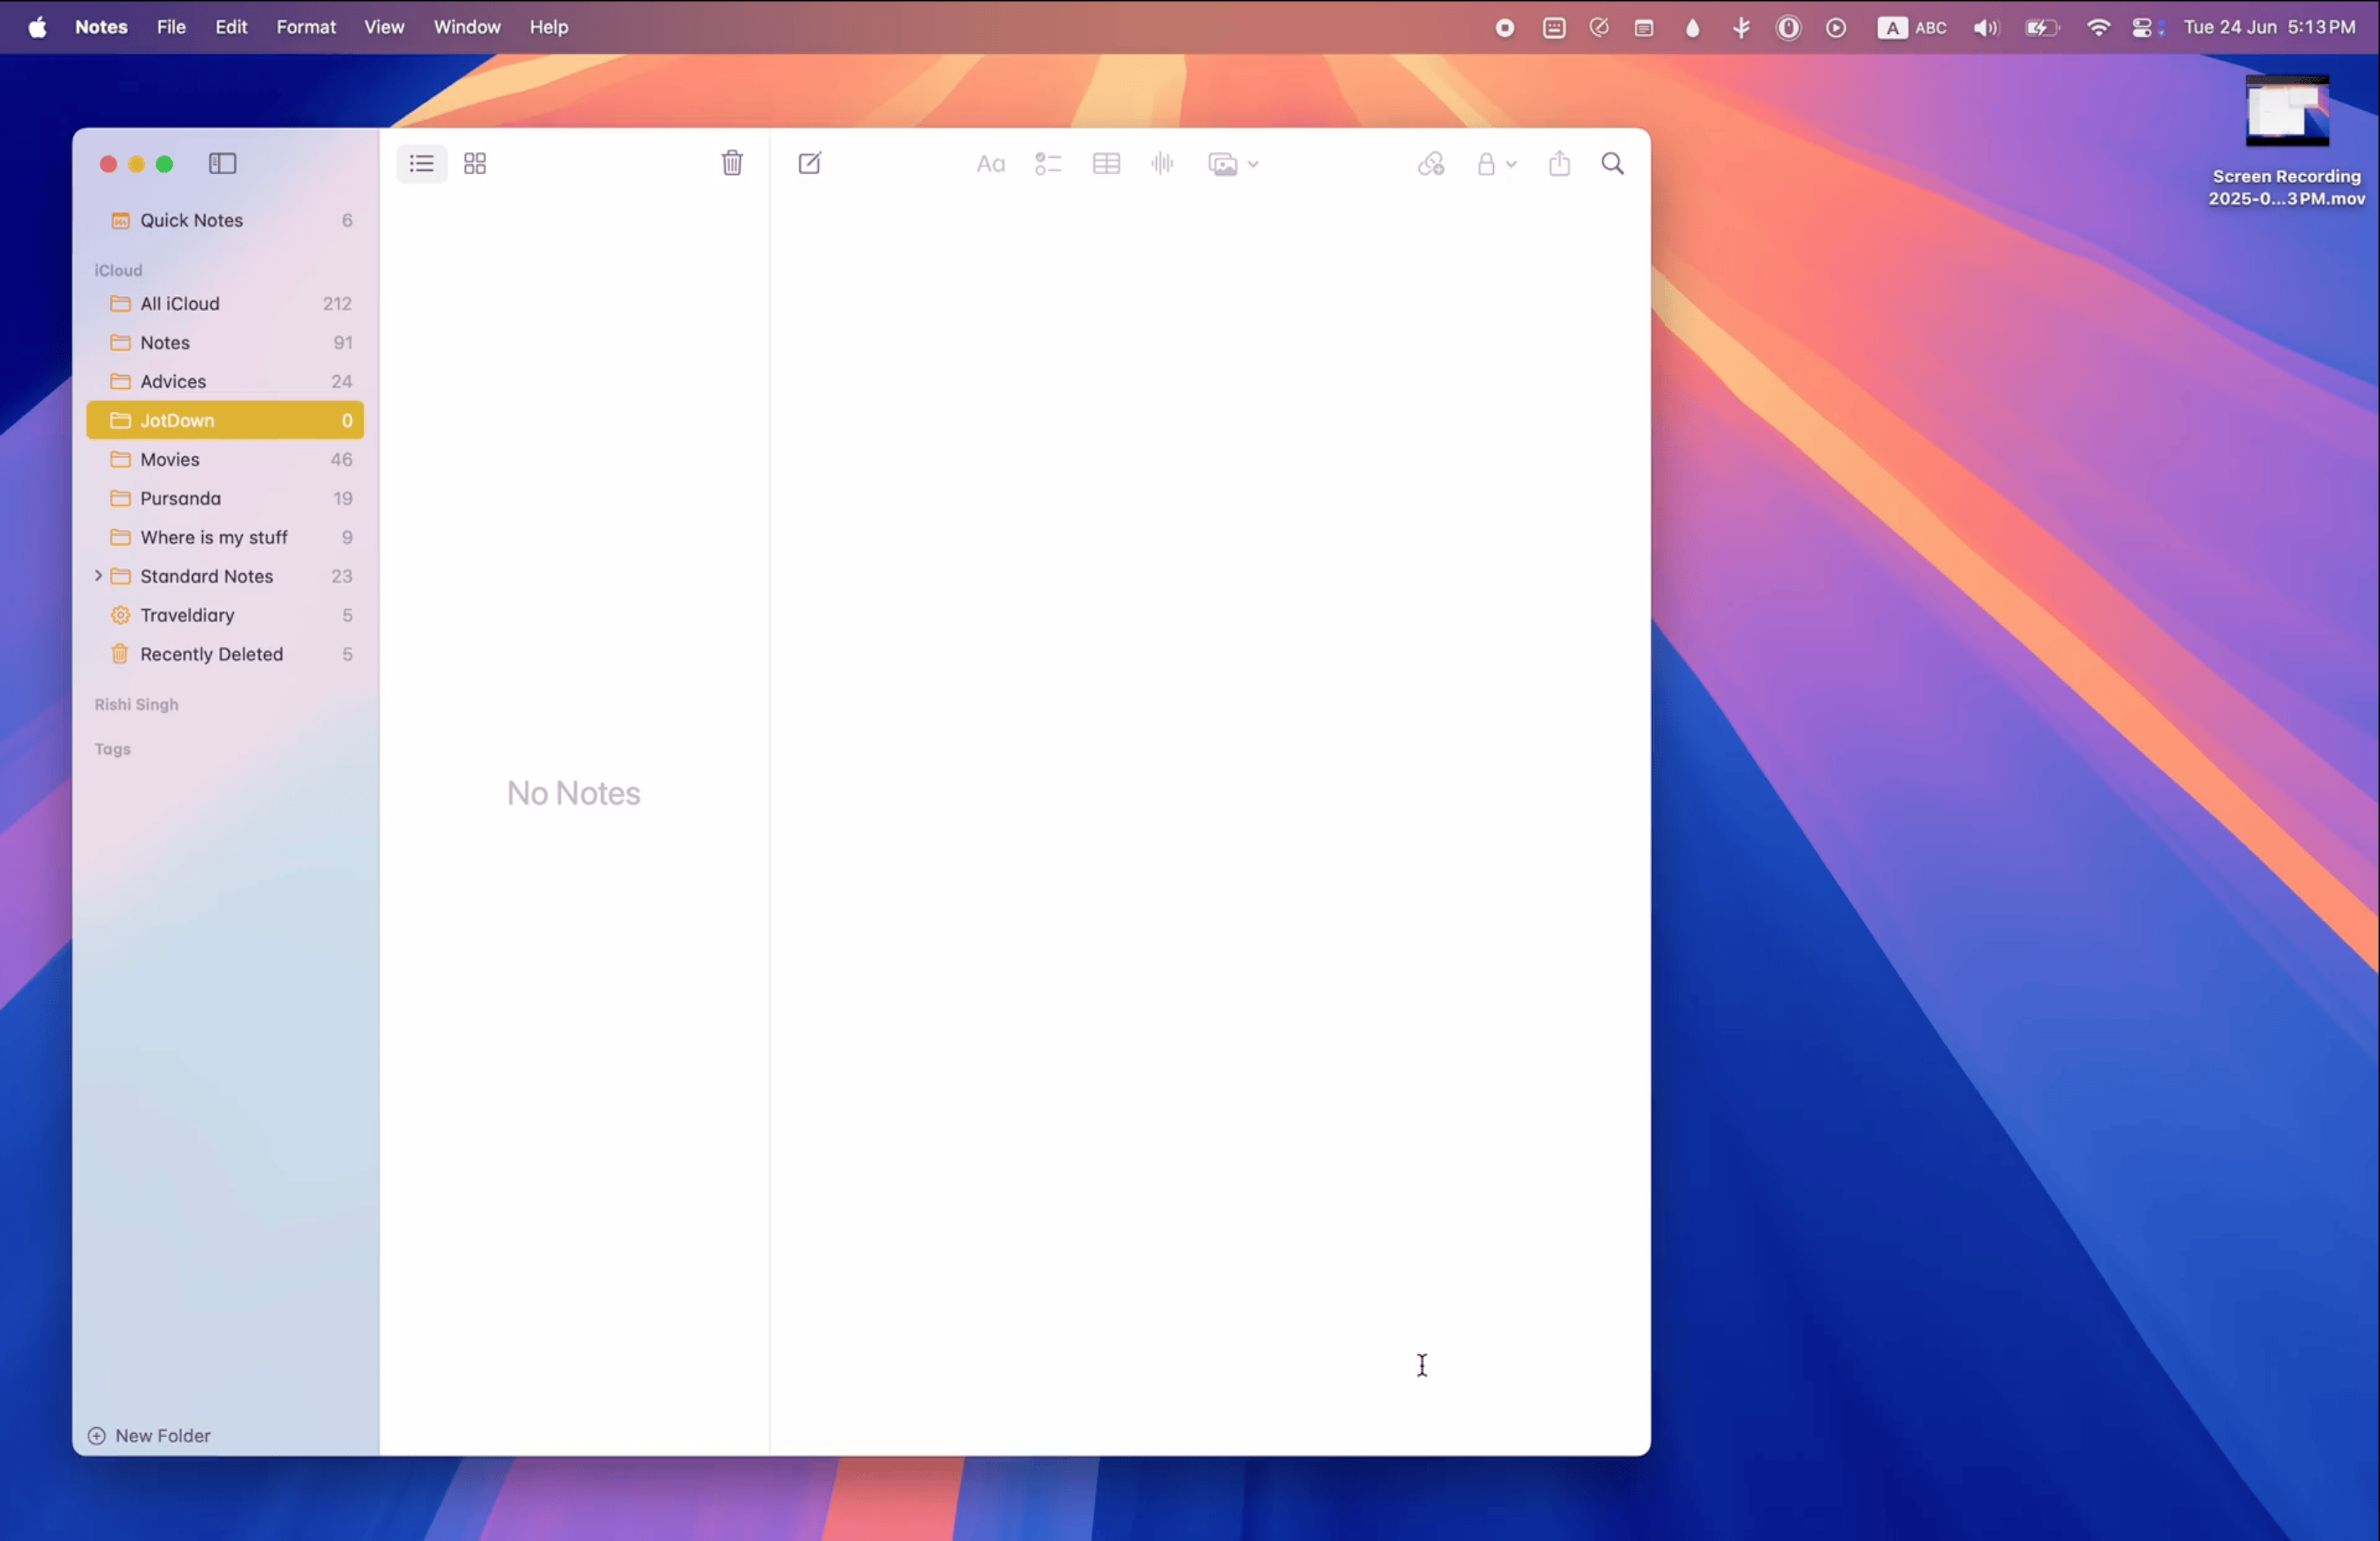 Notes File Edit Format View Window Help A ABC Tue 24 Jun 5:13 PM
Screen Recording
2025-0...3 PM.mov
Aa
Quick Notes 6
iCloud
All iCloud 212
Notes 91
Advices 24
JotDown 0
Movies 46
Pursanda 19
Where is my stuff 9
Standard Notes 23
Traveldiary 5
Recently Deleted 5
Rishi Singh
Tags
New Folder
No Notes